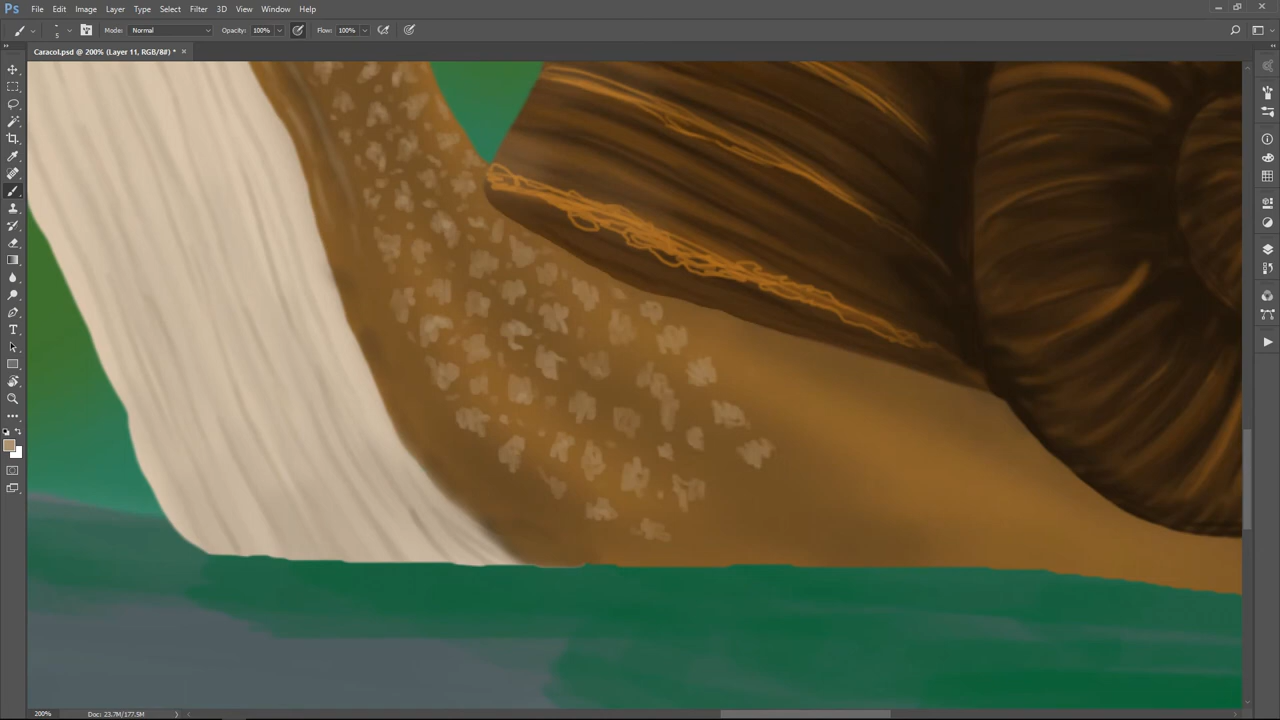 Ps File Edit Image Layer Type Select Filter 3D View Window Help
5 Mode: Normal Opacity: 100% Flow: 100%
Caracol.psd @ 200% (Layer 11, RGB/8#) * ×
200% Doc: 23.7M/177.5M